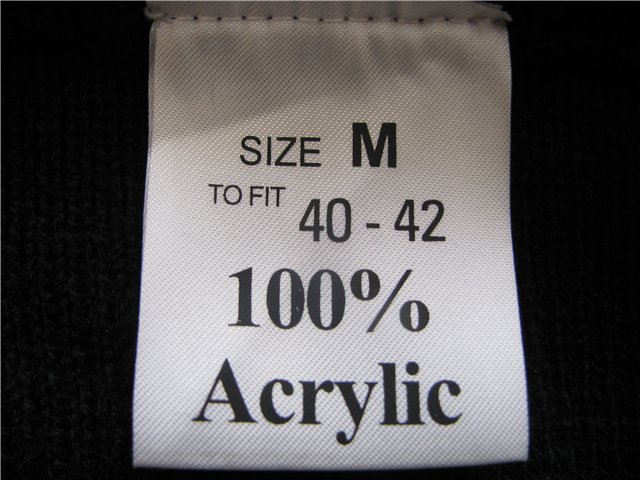 SIZE M
TO FIT 40 - 42
100%
Acrylic